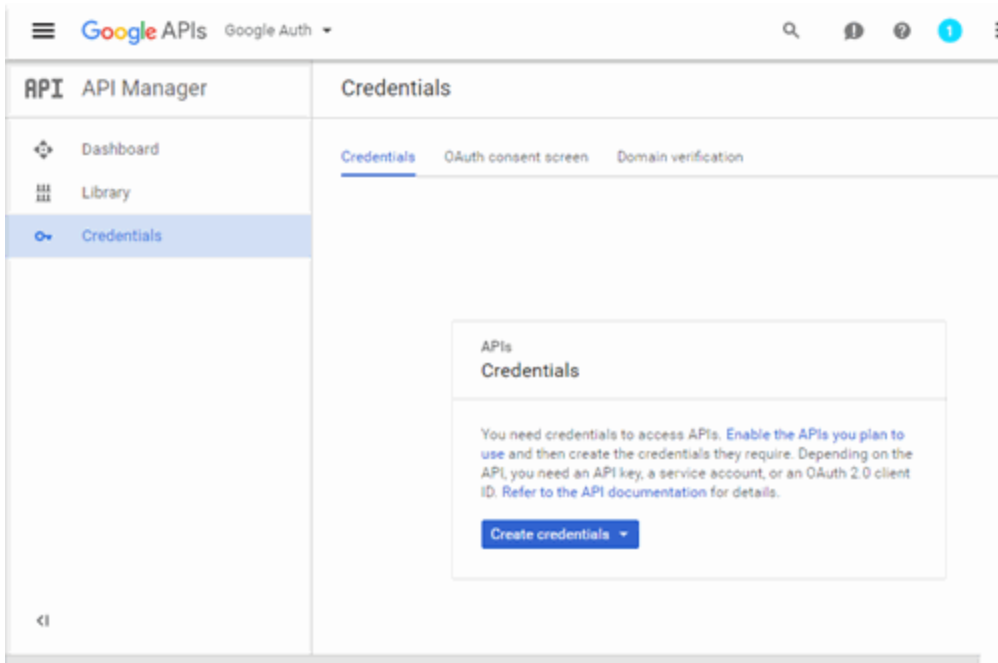 Google APIs Google Auth
1
API API Manager
Credentials
Dashboard
Library
Credentials
Credentials OAuth consent screen Domain verification
APIs
Credentials
You need credentials to access APIs. Enable the APIs you plan to
use and then create the credentials they require. Depending on the
API, you need an API key, a service account, or an OAuth 2.0 client
ID. Refer to the API documentation for details.
Create credentials